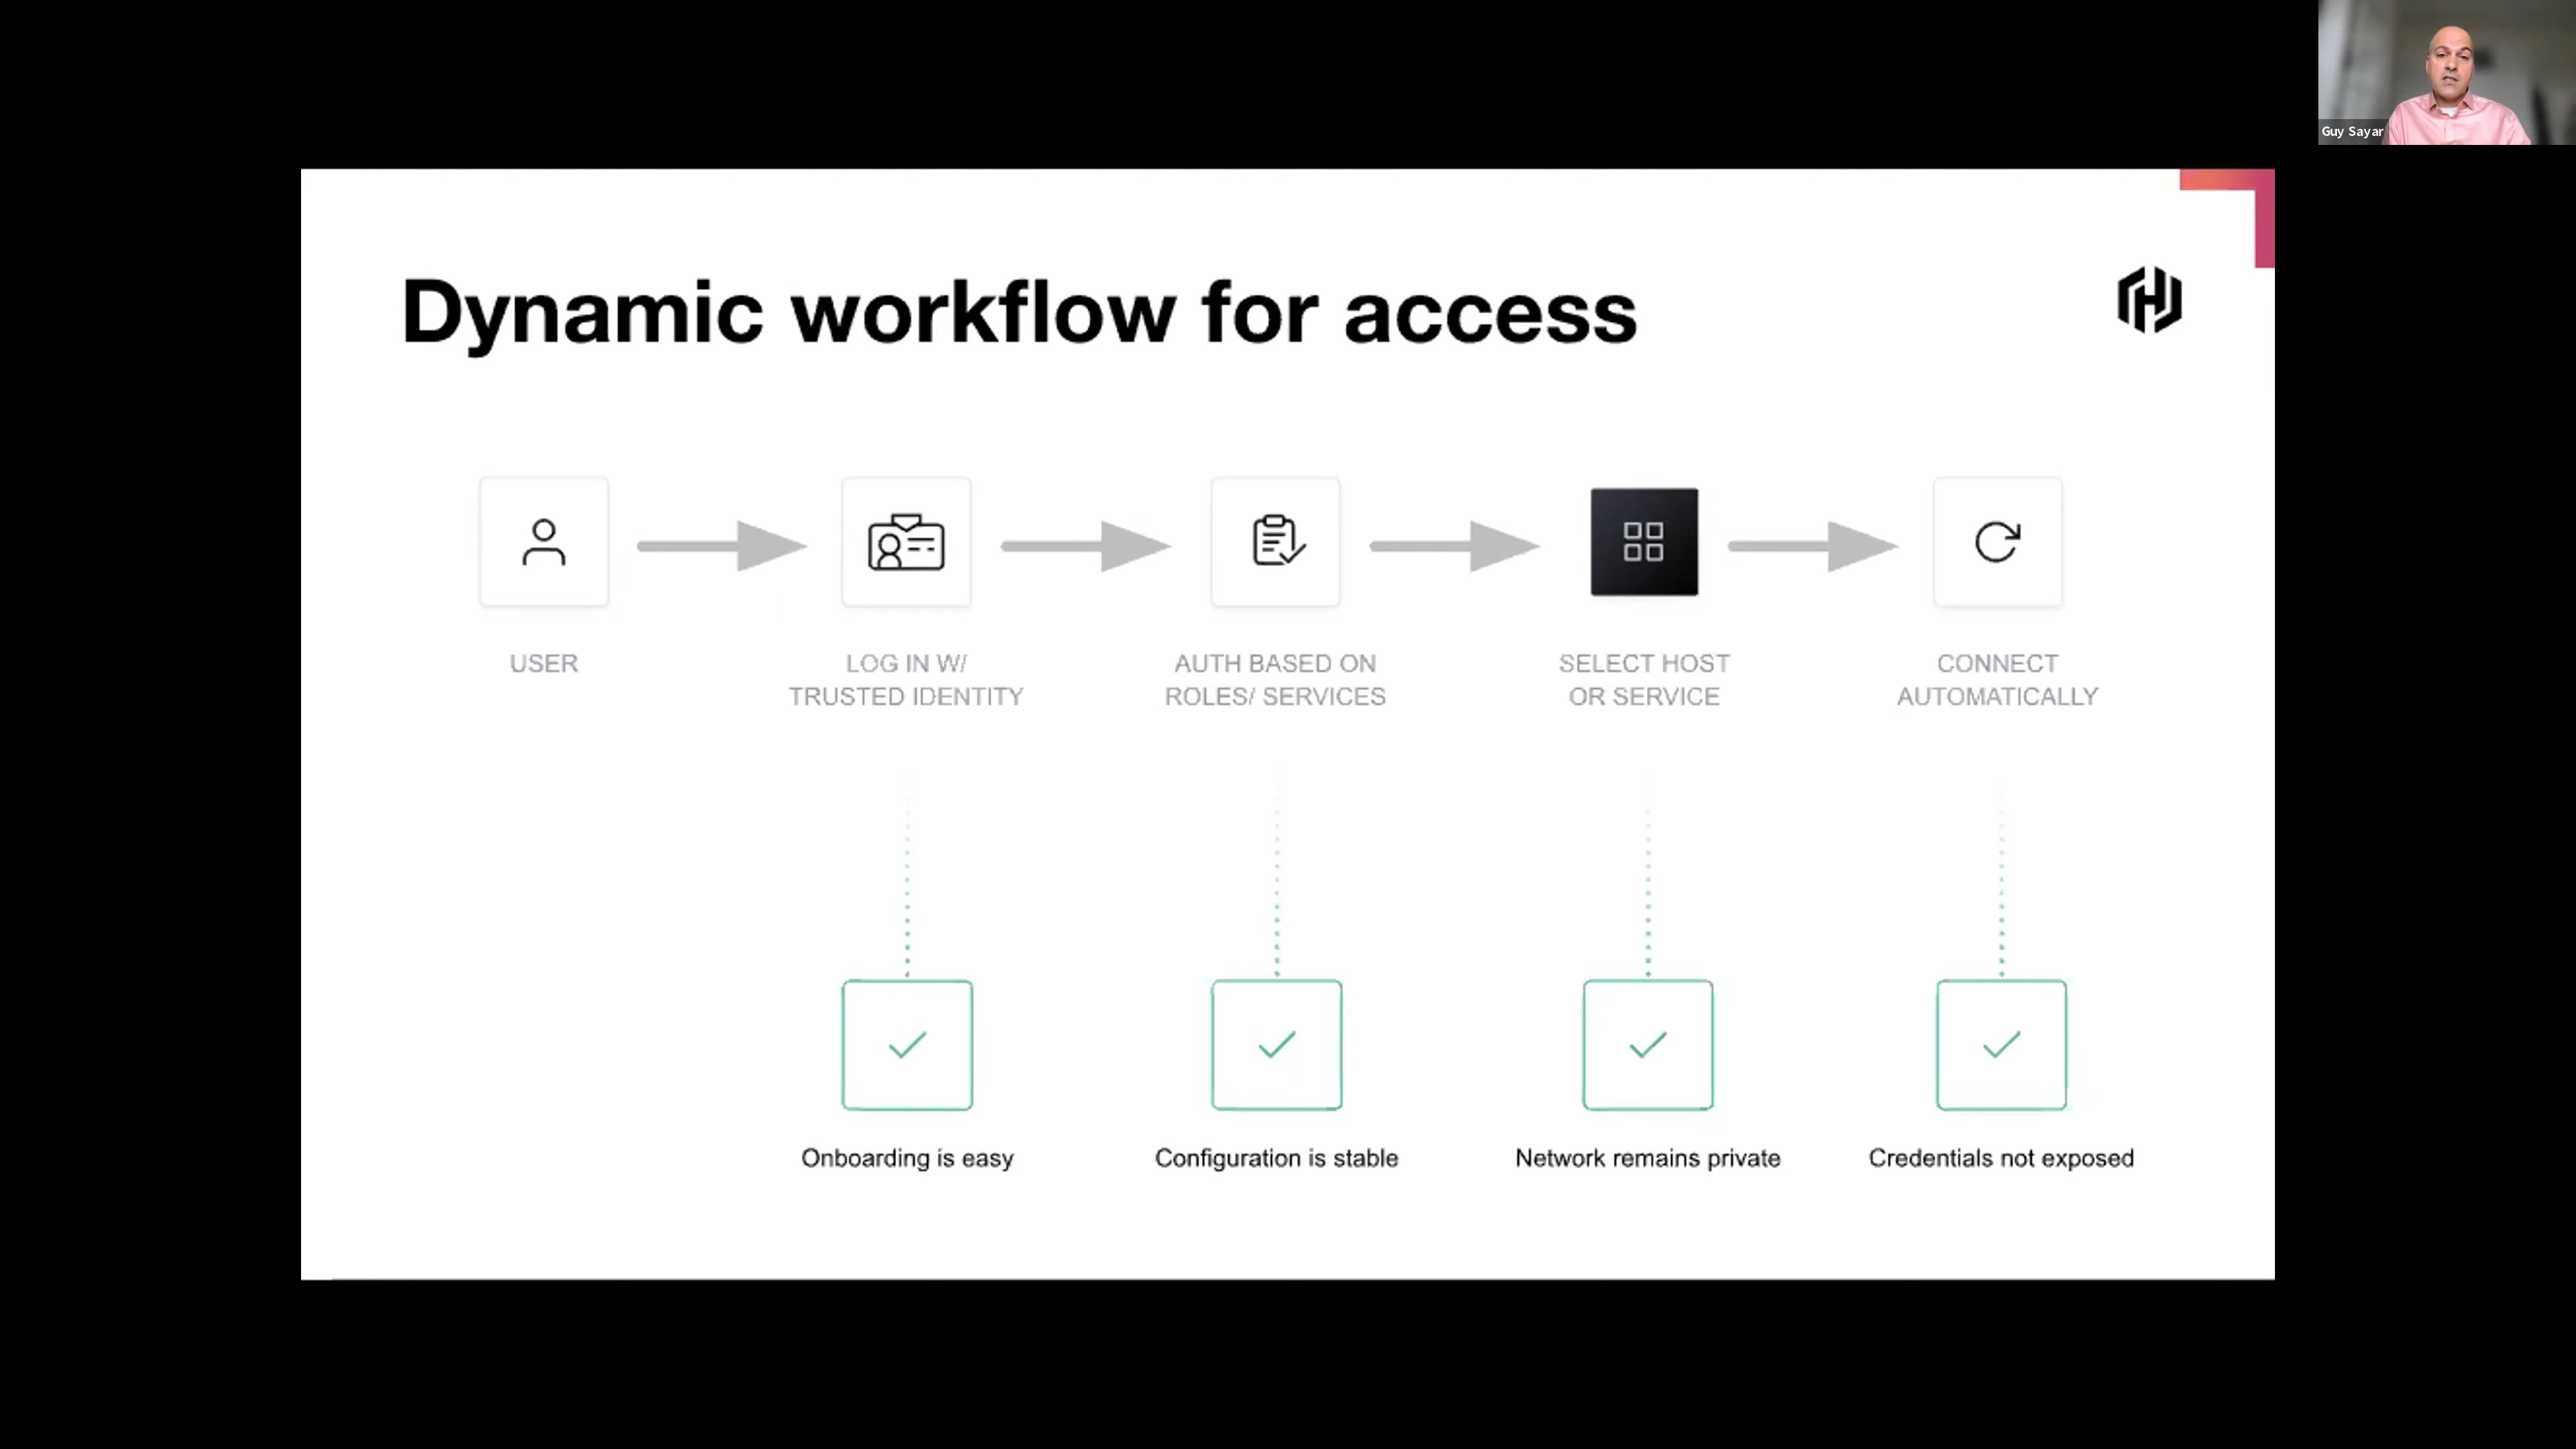 Guy Sayar
Dynamic workflow for access
USER
LOG IN W/
TRUSTED IDENTITY
AUTH BASED ON
ROLES/ SERVICES
SELECT HOST
OR SERVICE
CONNECT
AUTOMATICALLY
Onboarding is easy
Configuration is stable
Network remains private
Credentials not exposed